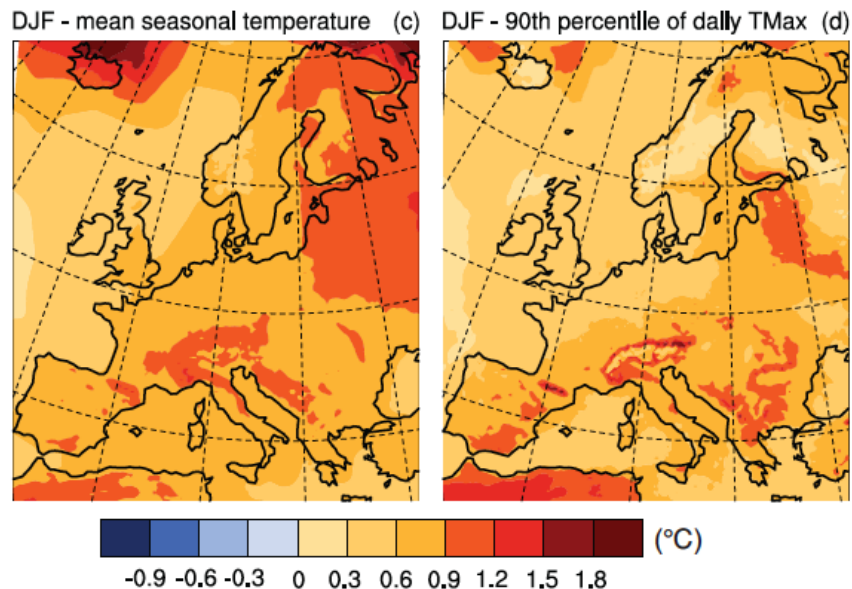 DJF - mean seasonal temperature (c)
DJF - 90th percentile of daily TMax (d)
(°C)
-0.9 -0.6 -0.3 0 0.3 0.6 0.9 1.2 1.5 1.8